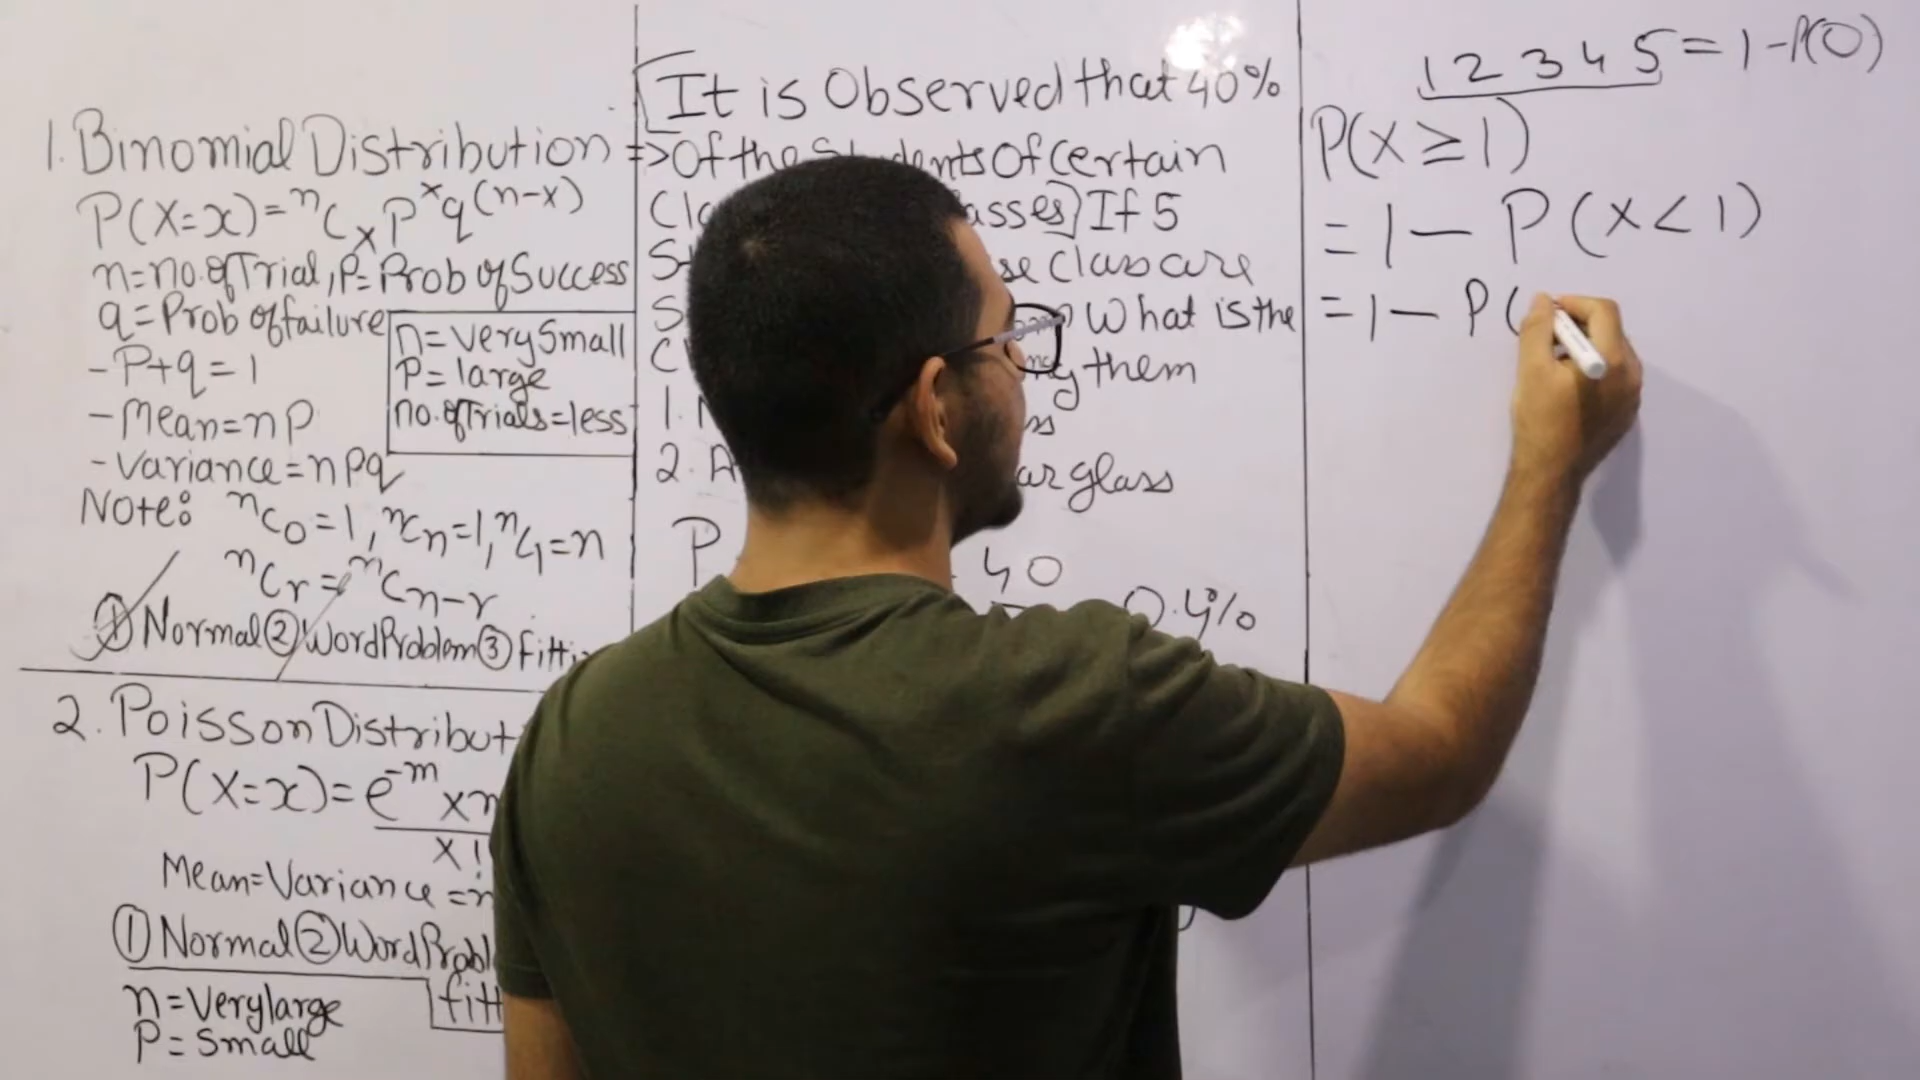 1. Binomial Distribution =>
P(X=x)=ⁿCₓ Pˣ q⁽ⁿ⁻ˣ⁾
n=no.of Trial, P=Prob of Success
q=Prob of failure
-P+q=1
-Mean=nP
-Variance=nPq
n=Very Small
P=large
no.of Trials=less
Note: ⁿC₀=1, ⁿCₙ=1, ⁿC₁=n
ⁿCᵣ=ⁿCₙ₋ᵣ
① Normal ② Word Problem ③ Fitti
2. Poisson Distribut
P(X=x)=e⁻ᵐ x
x!
Mean=Variance=
① Normal ② Word Probl
fitt
n=Very large
P=Small
It is Observed that 40%
Of the Students Of Certain
asses) If 5
Class are
What is the
them
1.
2. A ar glass
P 40
0.4%
1 2 3 4 5=1-P(0)
P(X≥1)
=1-P(X<1)
=1-P(